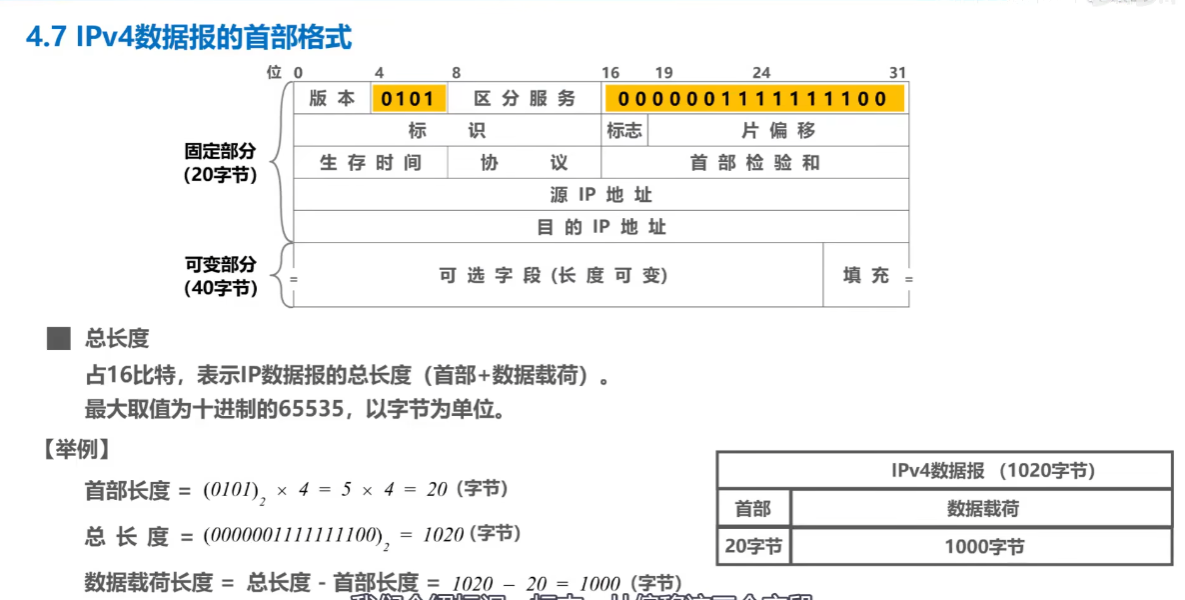 4.7 IPv4数据报的首部格式
位 0 4 8 16 19 24 31
版本 0101 区分服务 0000001111111100
标识 标志 片偏移
固定部分
(20字节)
生存时间 协议 首部检验和
源 IP 地址
目的 IP 地址
可变部分
(40字节)
可选字段 (长度可变) 填充
= =
总长度
占16比特，表示IP数据报的总长度（首部+数据载荷）。
最大取值为十进制的65535，以字节为单位。
【举例】
首部长度 = (0101)₂ × 4 = 5 × 4 = 20 (字节)
总长度 = (0000001111111100)₂ = 1020 (字节)
数据载荷长度 = 总长度 - 首部长度 = 1020 − 20 = 1000 (字节)
IPv4数据报 （1020字节）
首部 数据载荷
20字节 1000字节